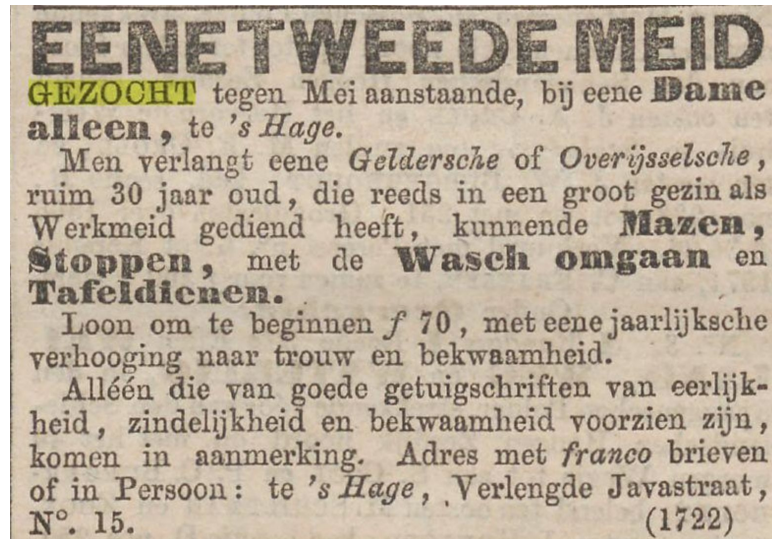 EENE TWEEDE MEID
GEZOCHT tegen Mei aanstaande, bij eene Dame
alleen, te 's Hage.
Men verlangt eene Geldersche of Overijsselsche,
ruim 30 jaar oud, die reeds in een groot gezin als
Werkmeid gediend heeft, kunnende Mazen,
Stoppen, met de Wasch omgaan en
Tafeldienen.
Loon om te beginnen f 70, met eene jaarlijksche
verhooging naar trouw en bekwaamheid.
Alléén die van goede getuigschriften van eerlijk-
heid, zindelijkheid en bekwaamheid voorzien zijn,
komen in aanmerking. Adres met franco brieven
of in Persoon: te 's Hage, Verlengde Javastraat,
N°. 15. (1722)